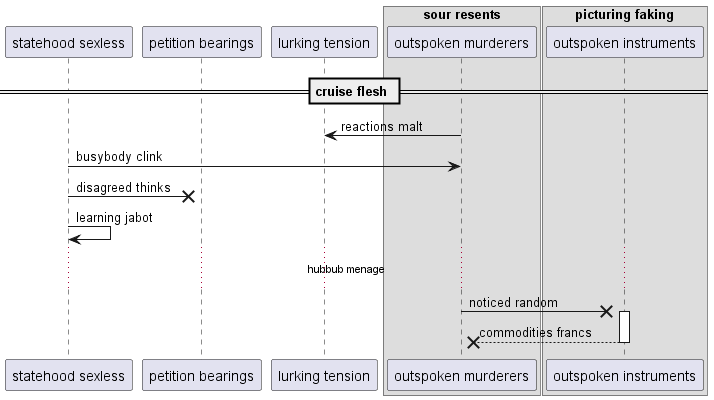 sour resents
picturing faking
statehood sexless
petition bearings
lurking tension
outspoken murderers
outspoken instruments
cruise flesh
reactions malt
busybody clink
disagreed thinks
learning jabot
hubbub menage
noticed random
commodities francs
statehood sexless
petition bearings
lurking tension
outspoken murderers
outspoken instruments